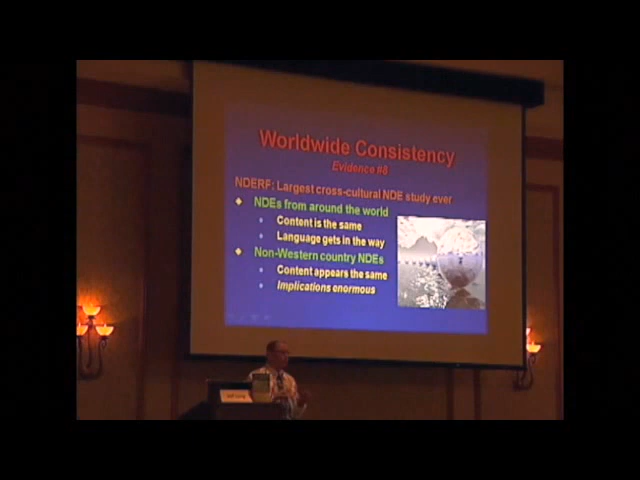 Worldwide Consistency
Evidence #8
NDERF: Largest cross-cultural NDE study ever
NDEs from around the world
Content is the same
Language gets in the way
Non-Western country NDEs
Content appears the same
Implications enormous